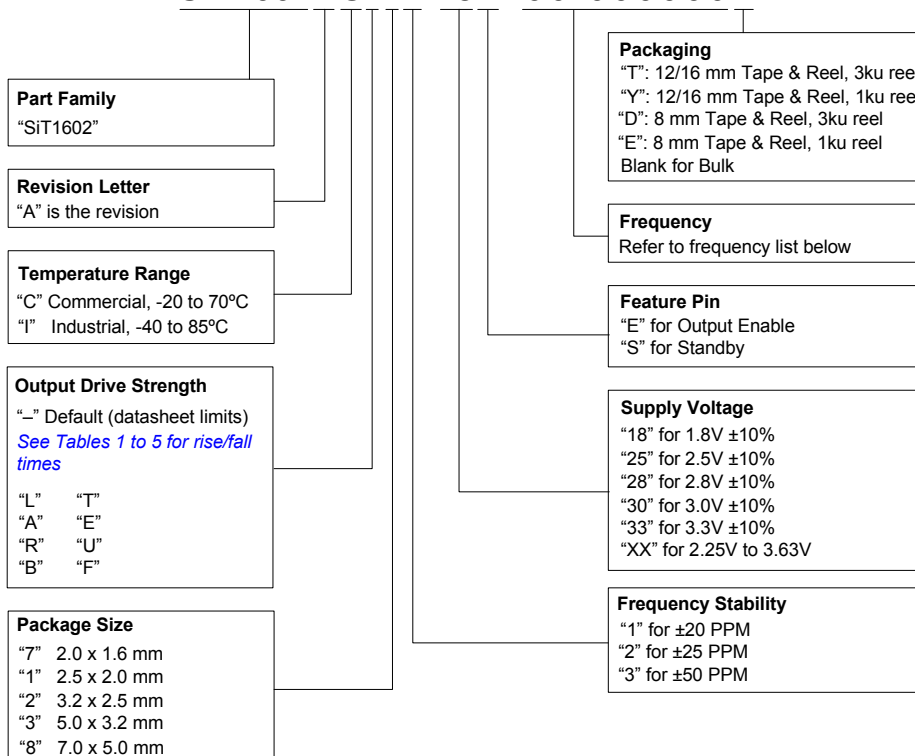 Part Family
“SiT1602”
Revision Letter
“A” is the revision
Temperature Range
“C” Commercial, -20 to 70ºC
“I” Industrial, -40 to 85ºC
Output Drive Strength
“–” Default (datasheet limits)
See Tables 1 to 5 for rise/fall
times
“L” “T”
“A” “E”
“R” “U”
“B” “F”
Package Size
“7” 2.0 x 1.6 mm
“1” 2.5 x 2.0 mm
“2” 3.2 x 2.5 mm
“3” 5.0 x 3.2 mm
“8” 7.0 x 5.0 mm
Packaging
“T”: 12/16 mm Tape & Reel, 3ku ree
“Y”: 12/16 mm Tape & Reel, 1ku ree
“D”: 8 mm Tape & Reel, 3ku reel
“E”: 8 mm Tape & Reel, 1ku reel
Blank for Bulk
Frequency
Refer to frequency list below
Feature Pin
“E” for Output Enable
“S” for Standby
Supply Voltage
“18” for 1.8V ±10%
“25” for 2.5V ±10%
“28” for 2.8V ±10%
“30” for 3.0V ±10%
“33” for 3.3V ±10%
“XX” for 2.25V to 3.63V
Frequency Stability
“1” for ±20 PPM
“2” for ±25 PPM
“3” for ±50 PPM